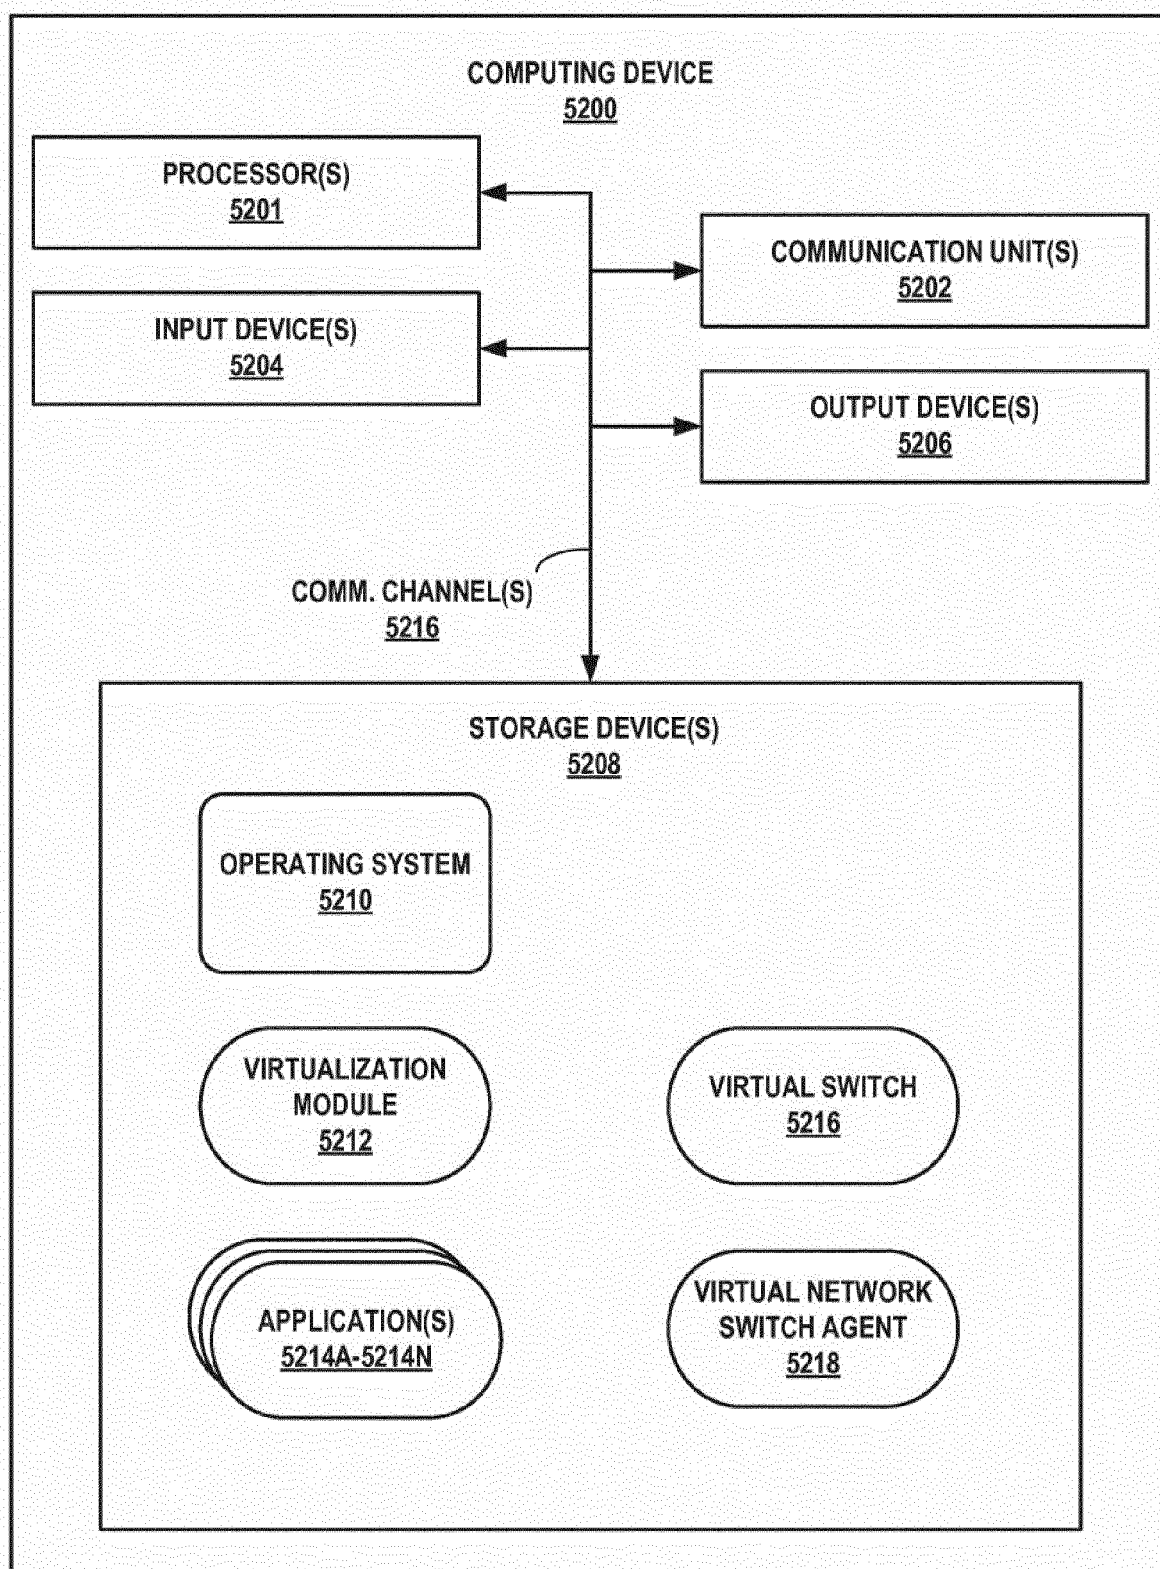 COMPUTING DEVICE
5200
PROCESSOR(S)
5201
COMMUNICATION UNIT(S)
5202
INPUT DEVICE(S)
5204
OUTPUT DEVICE(S)
5206
COMM. CHANNEL(S)
5216
STORAGE DEVICE(S)
5208
OPERATING SYSTEM
5210
VIRTUALIZATION
MODULE
5212
VIRTUAL SWITCH
5216
APPLICATION(S)
5214A-5214N
VIRTUAL NETWORK
SWITCH AGENT
5218